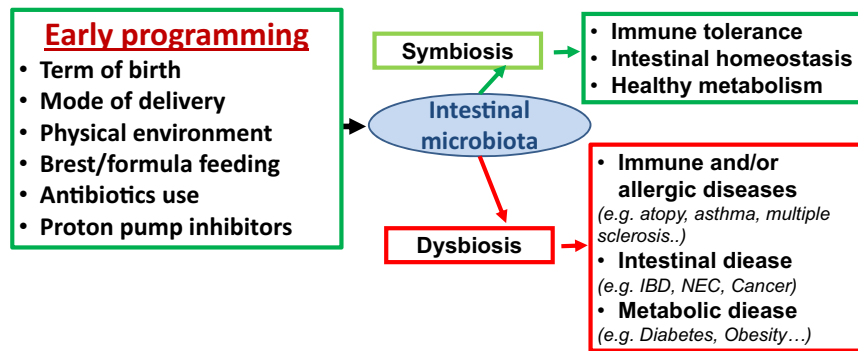 Early programming
• Term of birth
• Mode of delivery
• Physical environment
• Brest/formula feeding
• Antibiotics use
• Proton pump inhibitors
Intestinal
microbiota
Symbiosis
• Immune tolerance
• Intestinal homeostasis
• Healthy metabolism
Dysbiosis
• Immune and/or
allergic diseases
(e.g. atopy, asthma, multiple
sclerosis..)
• Intestinal disease
(e.g. IBD, NEC, Cancer)
• Metabolic disease
(e.g. Diabetes, Obesity…)